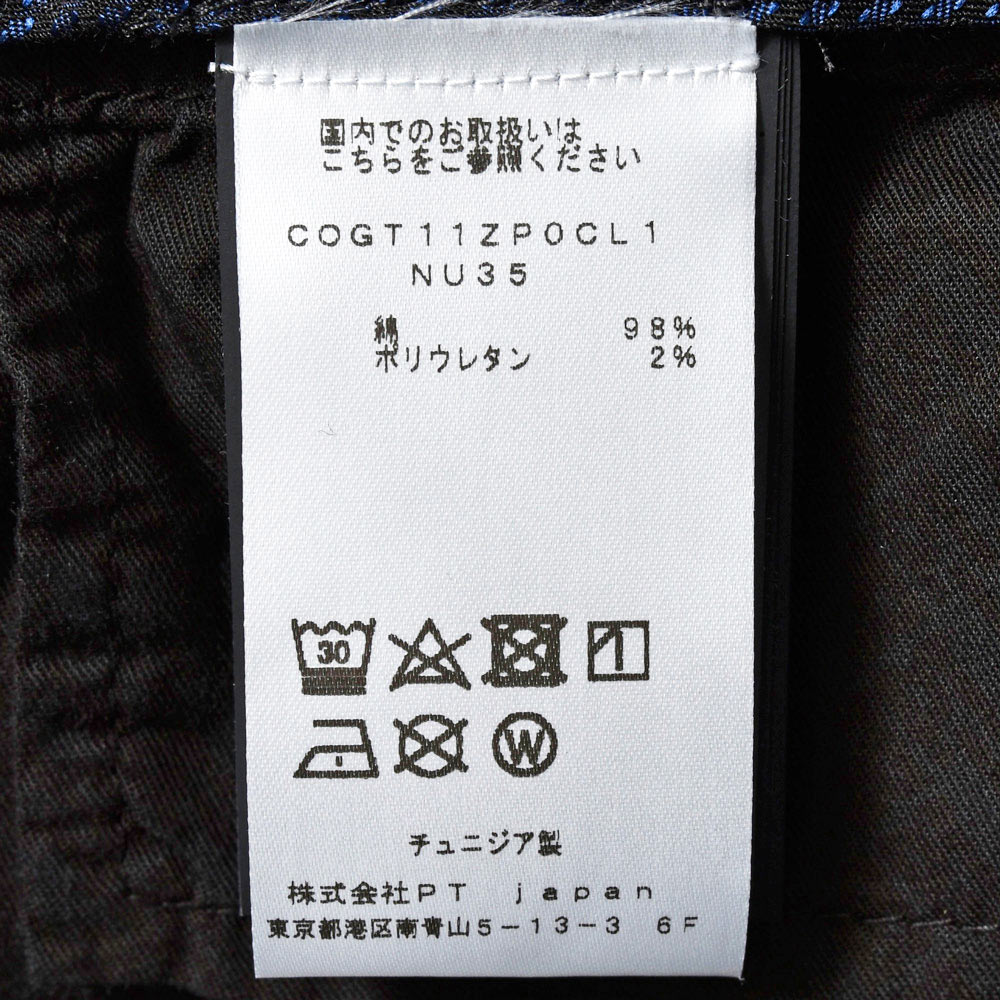 国内でのお取扱いは
こちらをご参照ください
COGT11ZP0CL1
NU35
綿 98%
ポリウレタン 2%
30
W
チュニジア製
株式会社PT japan
東京都港区南青山5-13-3 6F